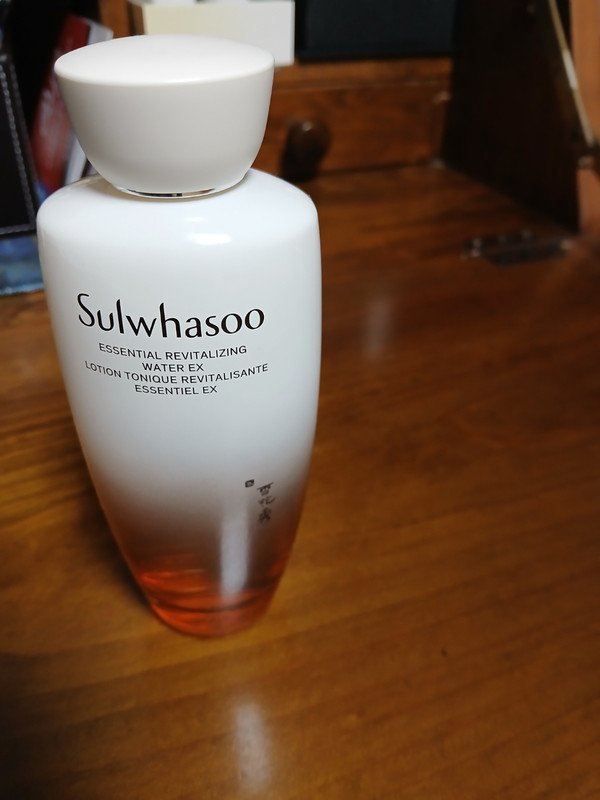 Sulwhasoo
ESSENTIAL REVITALIZING
WATER EX
LOTION TONIQUE REVITALISANTE
ESSENTIEL EX